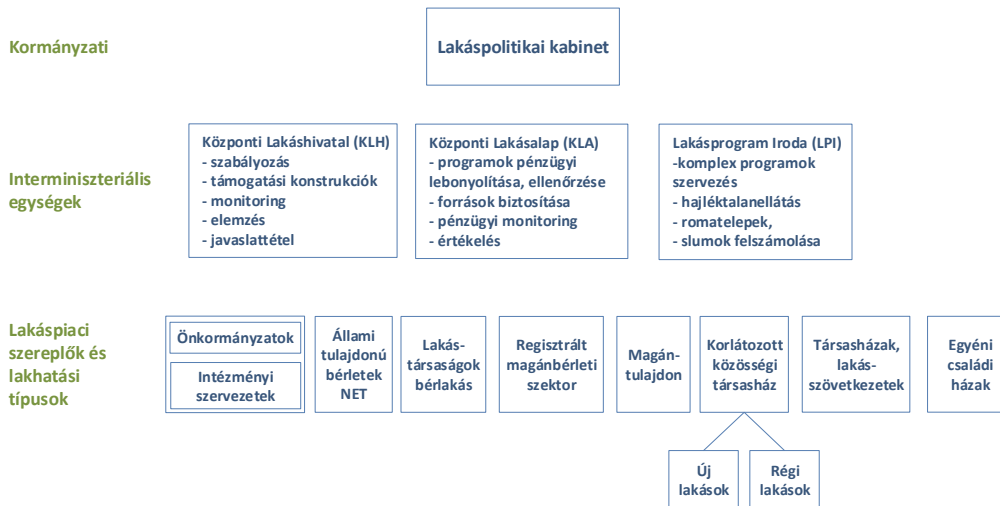 Kormányzati
Lakáspolitikai kabinet
Interminiszteriális
egységek
Központi Lakáshivatal (KLH)
- szabályozás
- támogatási konstrukciók
- monitoring
- elemzés
- javaslattétel
Központi Lakásalap (KLA)
- programok pénzügyi
lebonyolítása, ellenőrzése
- források biztosítása
- pénzügyi monitoring
- értékelés
Lakásprogram Iroda (LPI)
-komplex programok
szervezés
- hajléktalanellátás
- romatelepek,
- slumok felszámolása
Lakáspiaci
szereplők és
lakhatási
típusok
Önkormányzatok
Intézményi
szervezetek
Állami
tulajdonú
bérletek
NET
Lakás-
társaságok
bérlakás
Regisztrált
magánbérleti
szektor
Magán-
tulajdon
Korlátozott
közösségi
társasház
Társasházak,
lakás-
szövetkezetek
Egyéni
családi
házak
Új
lakások
Régi
lakások